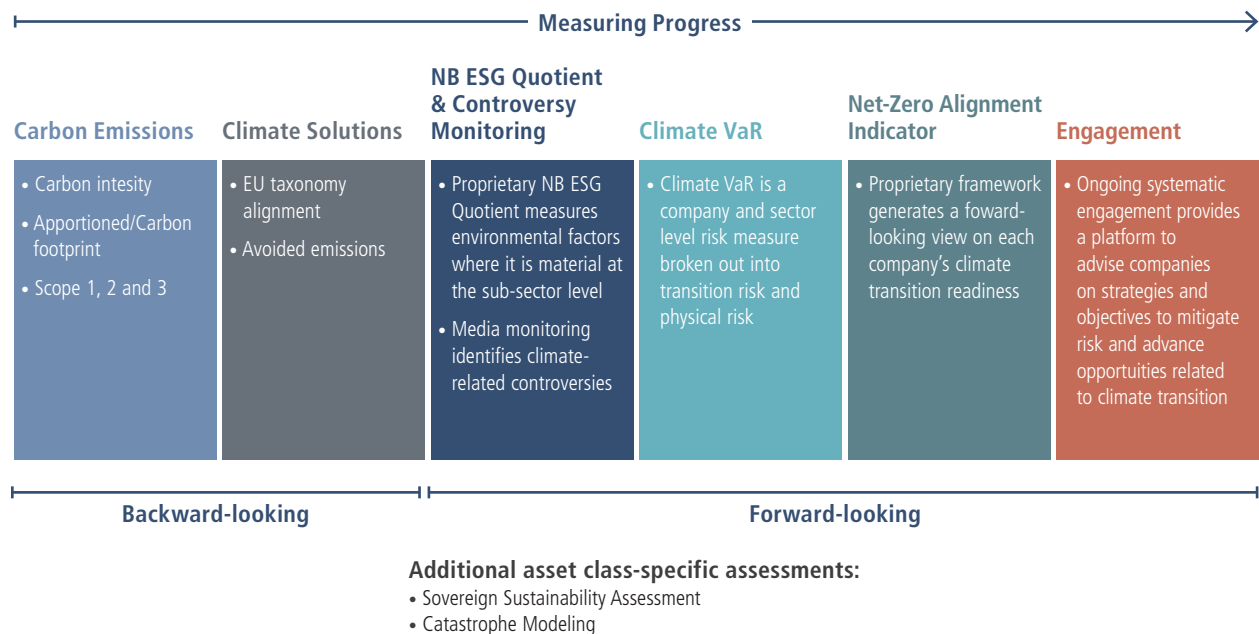 Measuring Progress
Carbon Emissions
• Carbon intesity
• Apportioned/Carbon
footprint
• Scope 1, 2 and 3
Climate Solutions
• EU taxonomy
alignment
• Avoided emissions
NB ESG Quotient
& Controversy
Monitoring
• Proprietary NB ESG
Quotient measures
environmental factors
where it is material at
the sub-sector level
• Media monitoring
identifies climate-
related controversies
Climate VaR
• Climate VaR is a
company and sector
level risk measure
broken out into
transition risk and
physical risk
Net-Zero Alignment
Indicator
• Proprietary framework
generates a foward-
looking view on each
company’s climate
transition readiness
Engagement
• Ongoing systematic
engagement provides
a platform to
advise companies
on strategies and
objectives to mitigate
risk and advance
opportuities related
to climate transition
Backward-looking
Forward-looking
Additional asset class-specific assessments:
• Sovereign Sustainability Assessment
• Catastrophe Modeling